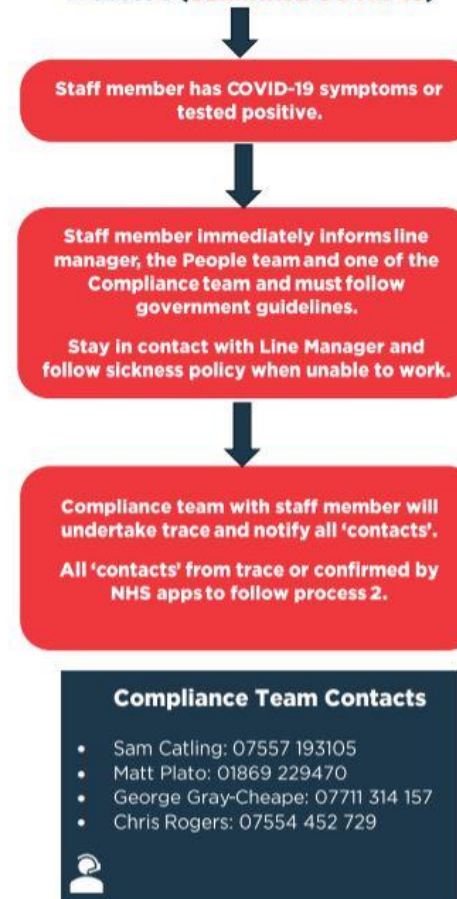 Staff member has COVID-19 symptoms or
tested positive.
Staff member immediately informs line
manager, the People team and one of the
Compliance team and must follow
government guidelines.
Stay in contact with Line Manager and
follow sickness policy when unable to work.
Compliance team with staff member will
undertake trace and notify all ‘contacts’.
All ‘contacts’ from trace or confirmed by
NHS apps to follow process 2.
Compliance Team Contacts
• Sam Catling: 07557 193105
• Matt Plato: 01869 229470
• George Gray-Cheape: 07711 314 157
• Chris Rogers: 07554 452 729